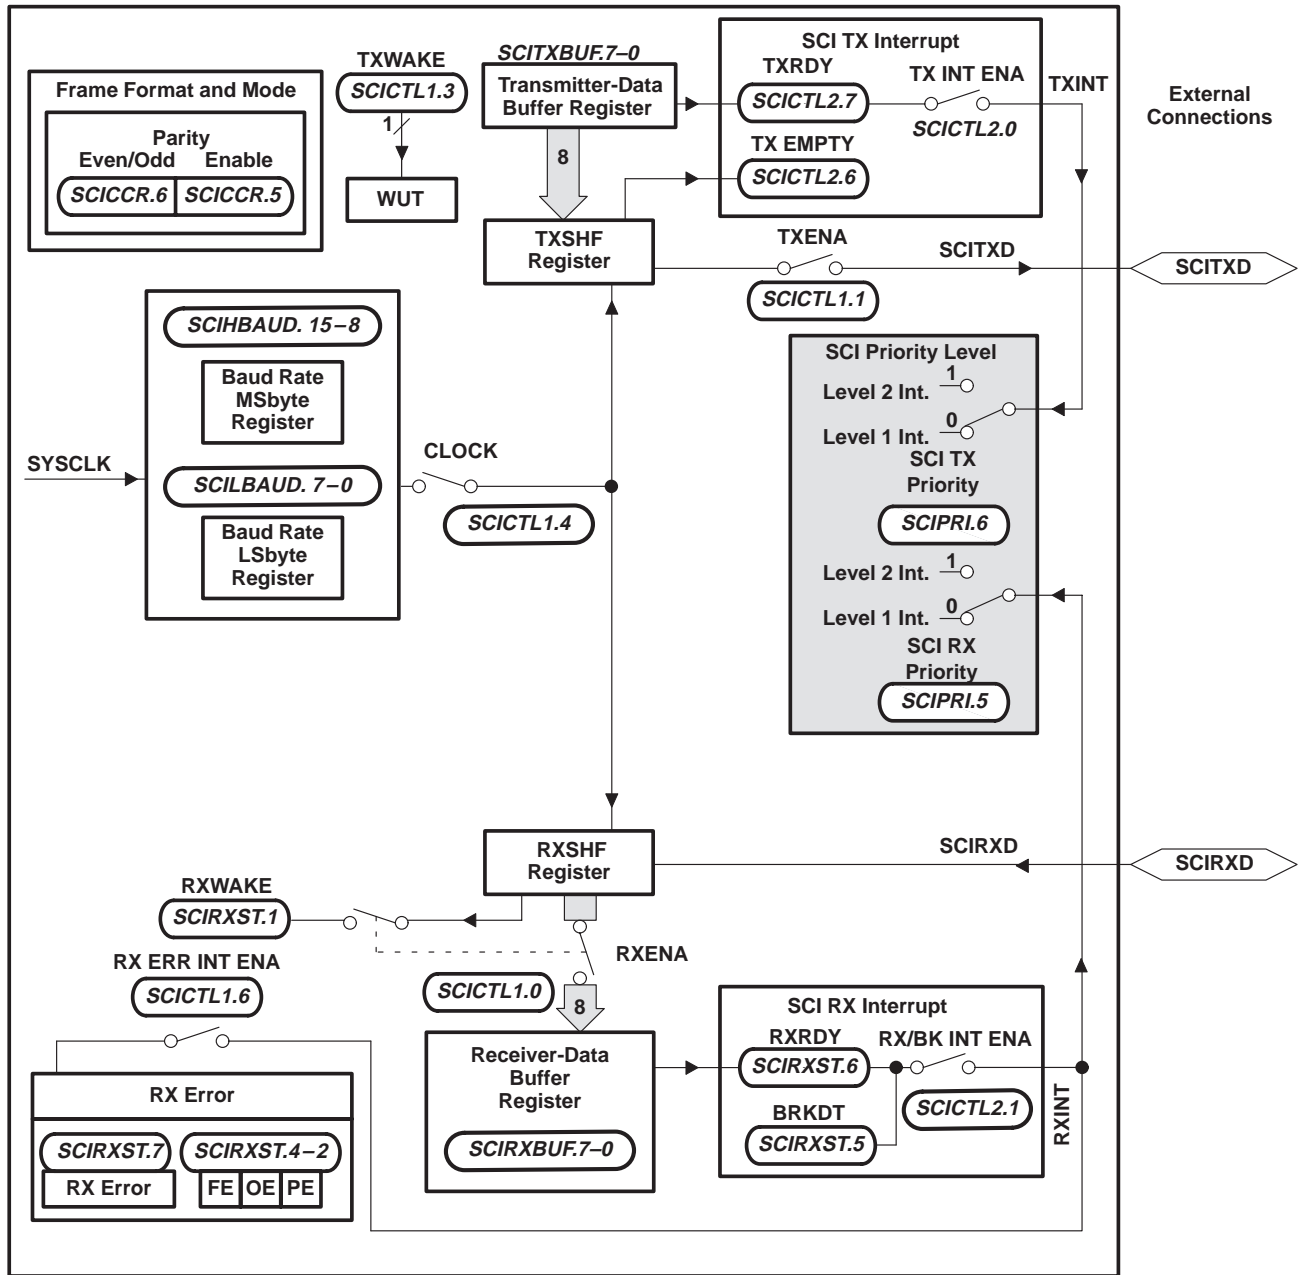 SCITXBUF.7–0
Transmitter-Data
Buffer Register
8
TXWAKE
SCICTL1.3
1
WUT
Frame Format and Mode
Parity
Even/Odd Enable
SCICCR.6 SCICCR.5
SCI TX Interrupt
TXRDY
SCICTL2.7
TX INT ENA
SCICTL2.0
TX EMPTY
SCICTL2.6
TXINT
External
Connections
TXSHF
Register
TXENA
SCICTL1.1
SCITXD
SCITXD
SCIHBAUD. 15–8
Baud Rate
MSbyte
Register
SYSCLK
SCILBAUD. 7–0
Baud Rate
LSbyte
Register
CLOCK
SCICTL1.4
SCI Priority Level
Level 2 Int. 1
Level 1 Int. 0
SCI TX
Priority
SCIPRI.6
Level 2 Int. 1
Level 1 Int. 0
SCI RX
Priority
SCIPRI.5
RXSHF
Register
SCIRXD
SCIRXD
RXWAKE
SCIRXST.1
RXENA
SCICTL1.0
8
RX ERR INT ENA
SCICTL1.6
RX Error
SCIRXST.7 SCIRXST.4–2
RX Error FE OE PE
Receiver-Data
Buffer
Register
SCIRXBUF.7–0
SCI RX Interrupt
RXRDY
SCIRXST.6
RX/BK INT ENA
SCICTL2.1
BRKDT
SCIRXST.5
RXINT